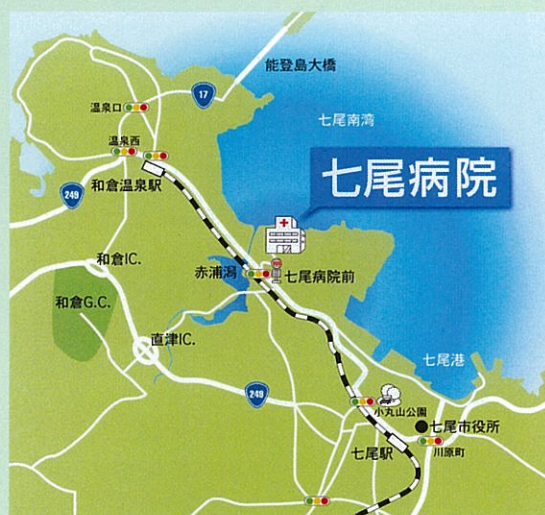 能登島大橋
17
温泉口
七尾南湾
温泉西
七尾病院
和倉温泉駅
249
和倉IC.
赤浦潟
七尾病院前
和倉G.C.
直津IC.
七尾港
249
小丸山公園
七尾市役所
七尾駅
川原町